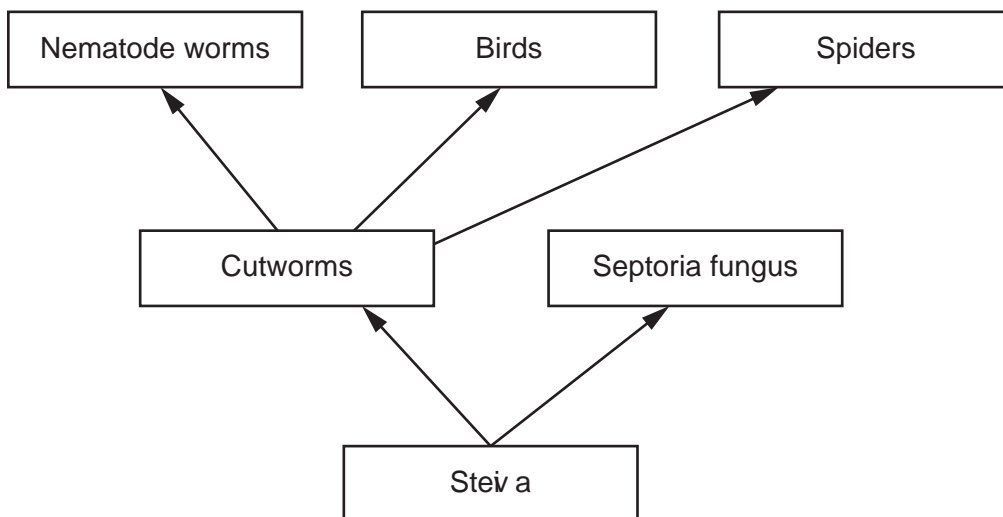 Nematode worms
Birds
Spiders
Cutworms
Septoria fungus
Steiv a